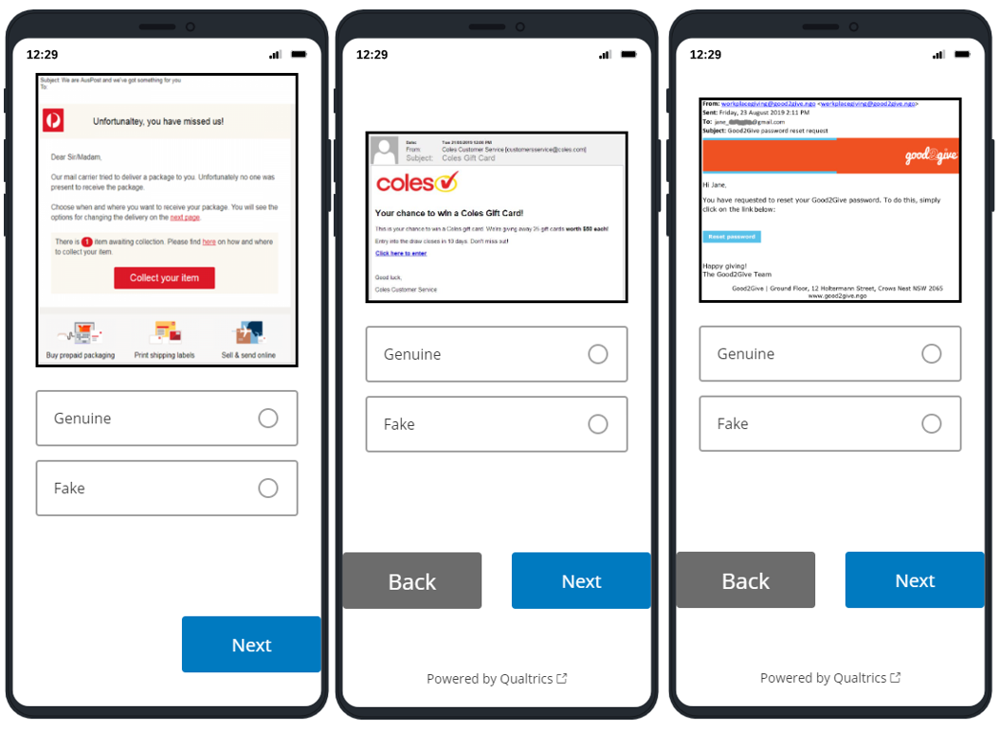 12:29
Subject: We are AusPost and we've got something for you
To:
Unfortunaltey, you have missed us!
Dear Sir/Madam,
Our mail carrier tried to deliver a package to you. Unfortunately no one was
present to receive the package.
Choose when and where you want to receive your package. You will see the
options for changing the delivery on the next page.
There is 1 item awaiting collection. Please find here on how and where
to collect your item.
Collect your item
Buy prepaid packaging
Print shipping labels
Sell & send online
Genuine
Fake
Next
12:29
Date: Tue 21/05/2019 12:00 PM
From: Coles Customer Service [customersservice@coles.com]
Subject: Coles Gift Card
coles
Your chance to win a Coles Gift Card!
This is your chance to win a Coles gift card. We're giving away 25 gift cards worth $50 each!
Entry into the draw closes in 10 days. Don't miss out!
Click here to enter
Good luck,
Coles Customer Service
Genuine
Fake
Back
Next
Powered by Qualtrics
12:29
From: workplacegiving@good2give.ngo <workplacegiving@good2give.ngo>
Sent: Friday, 23 August 2019 2:11 PM
To: jane_@gmail.com
Subject: Good2Give password reset request
good2give
Hi Jane,
You have requested to reset your Good2Give password. To do this, simply
click on the link below:
Reset password
Happy giving!
The Good2Give Team
Good2Give | Ground Floor, 12 Holtermann Street, Crows Nest NSW 2065
www.good2give.ngo
Genuine
Fake
Back
Next
Powered by Qualtrics